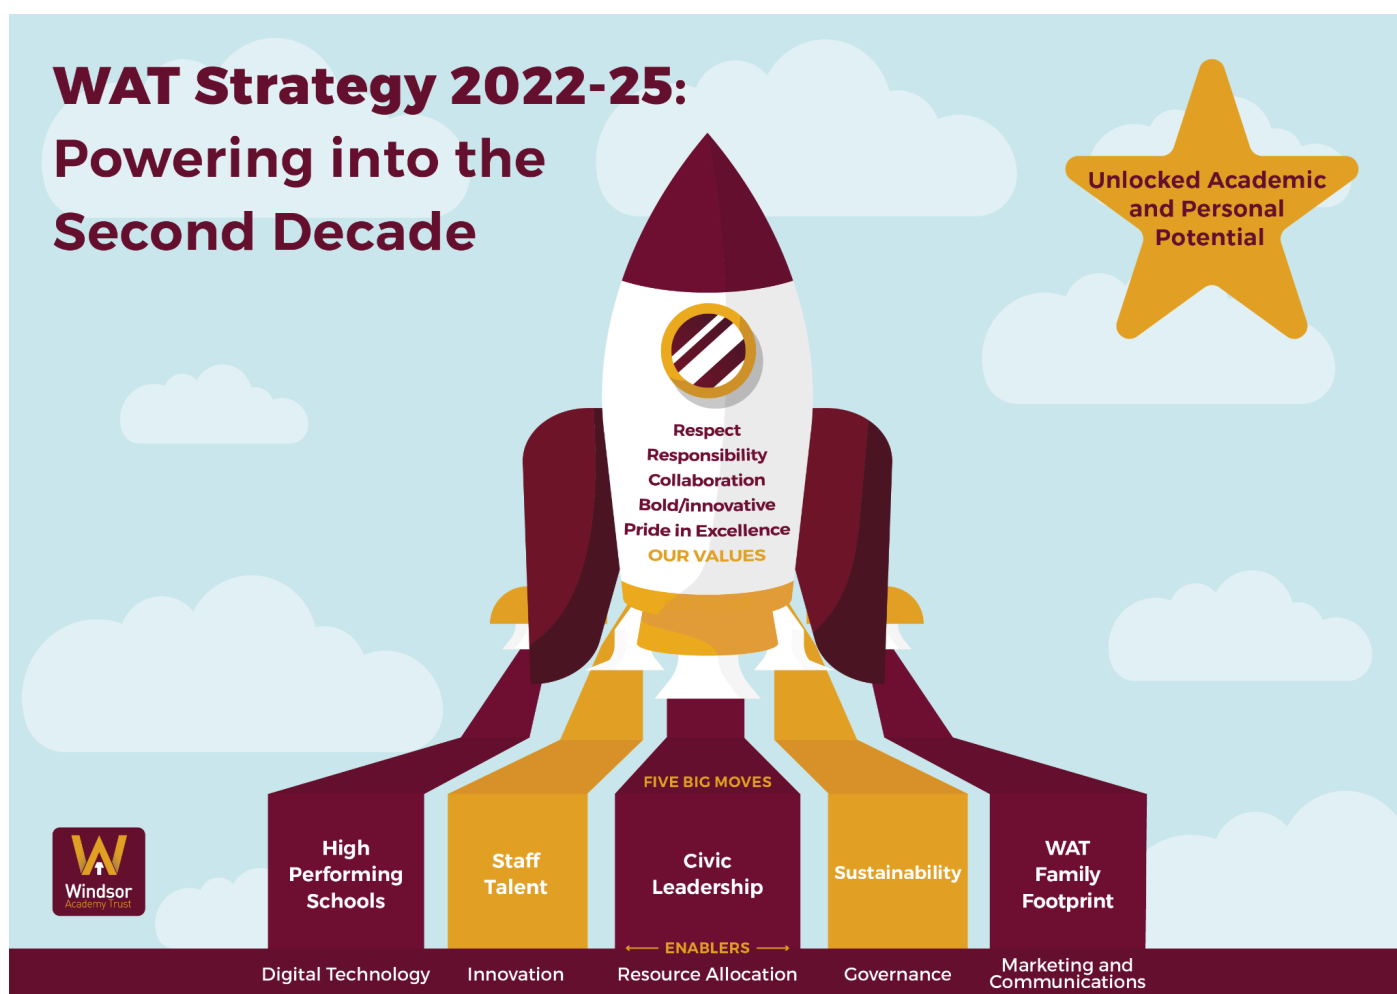 WAT Strategy 2022-25:
Powering into the
Second Decade
Unlocked Academic
and Personal
Potential
Respect
Responsibility
Collaboration
Bold/innovative
Pride in Excellence
OUR VALUES
FIVE BIG MOVES
High
Performing
Schools
Staff
Talent
Civic
Leadership
Sustainability
WAT
Family
Footprint
Windsor
Academy Trust
ENABLERS
Digital Technology
Innovation
Resource Allocation
Governance
Marketing and
Communications